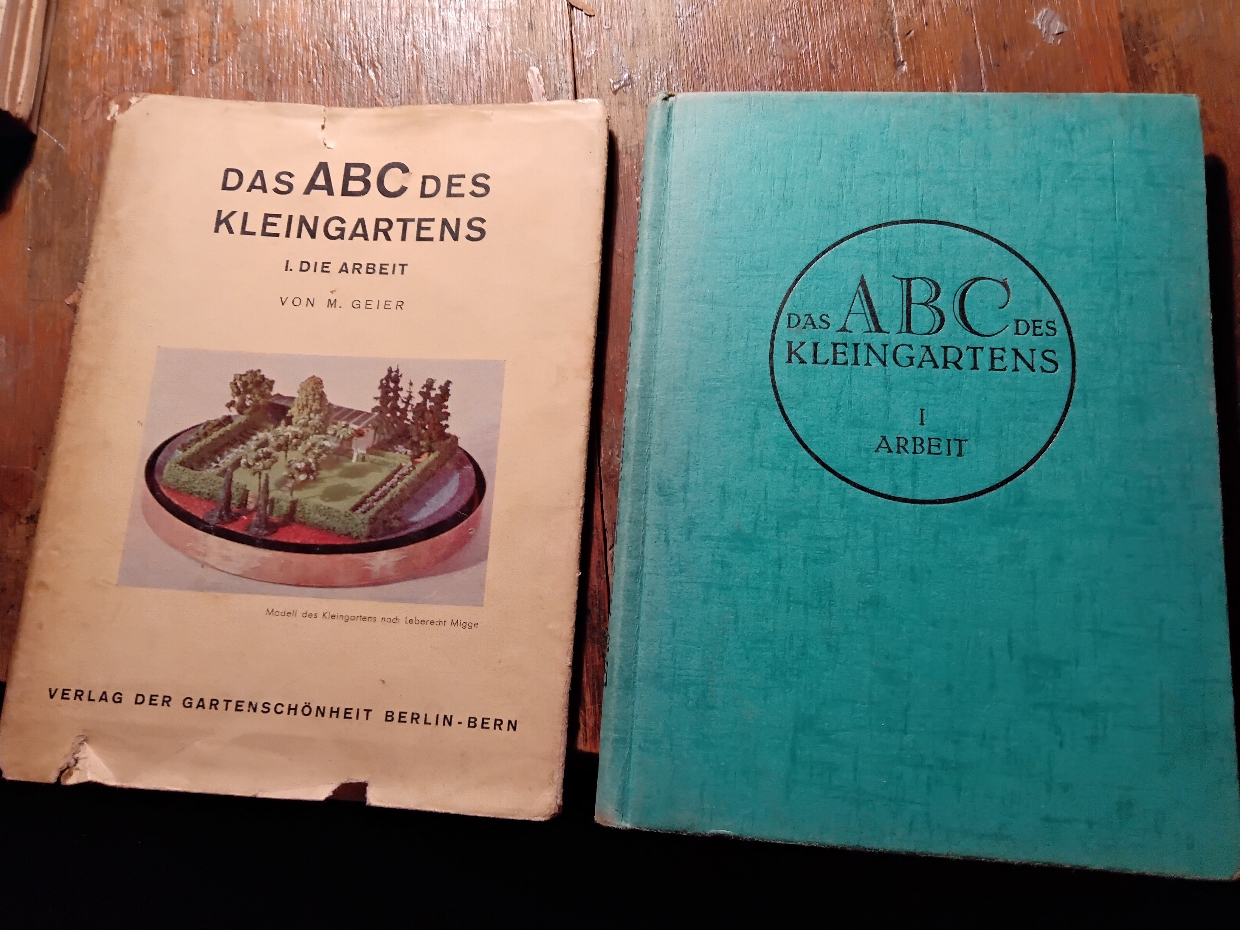 DAS ABC DES
KLEINGARTENS
I. DIE ARBEIT
VON M. GEIER
Modell des Kleingartens nach Leberecht Migge
VERLAG DER GARTENSCHÖNHEIT BERLIN-BERN
DAS ABC DES
KLEINGARTENS
I
ARBEIT